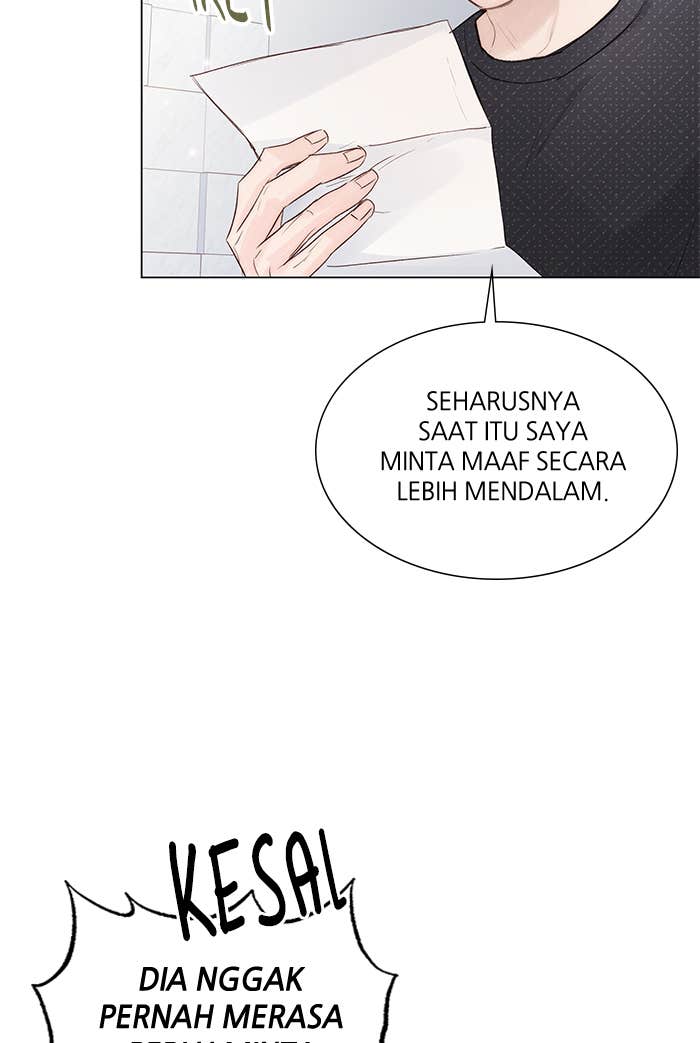 SEHARUSNYA
SAAT ITU SAYA
MINTA MAAF SECARA
LEBIH MENDALAM.
KESAL
DIA NGGAK
PERNAH MERASA